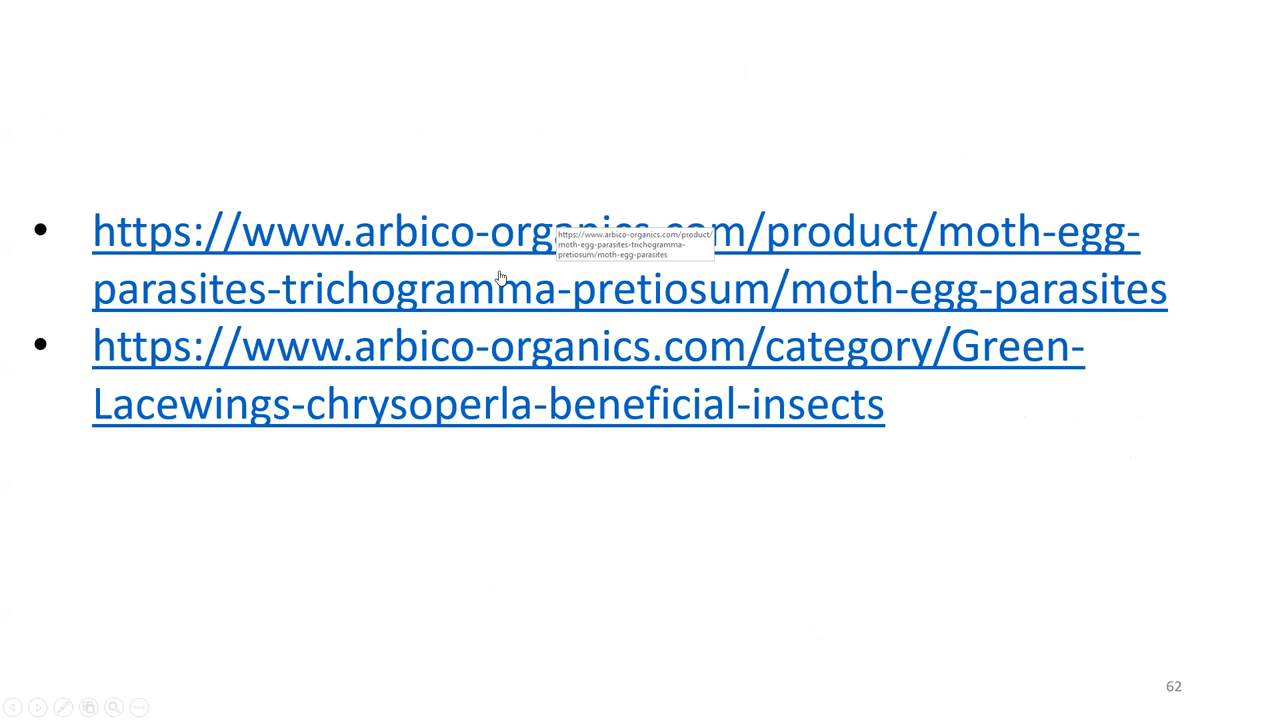 • https://www.arbico-organics.com/product/moth-egg-
parasites-trichogramma-pretiosum/moth-egg-parasites
https://www.arbico-organics.com/product/
moth-egg-parasites-trichogramma-
pretiosum/moth-egg-parasites
• https://www.arbico-organics.com/category/Green-
Lacewings-chrysoperla-beneficial-insects
62